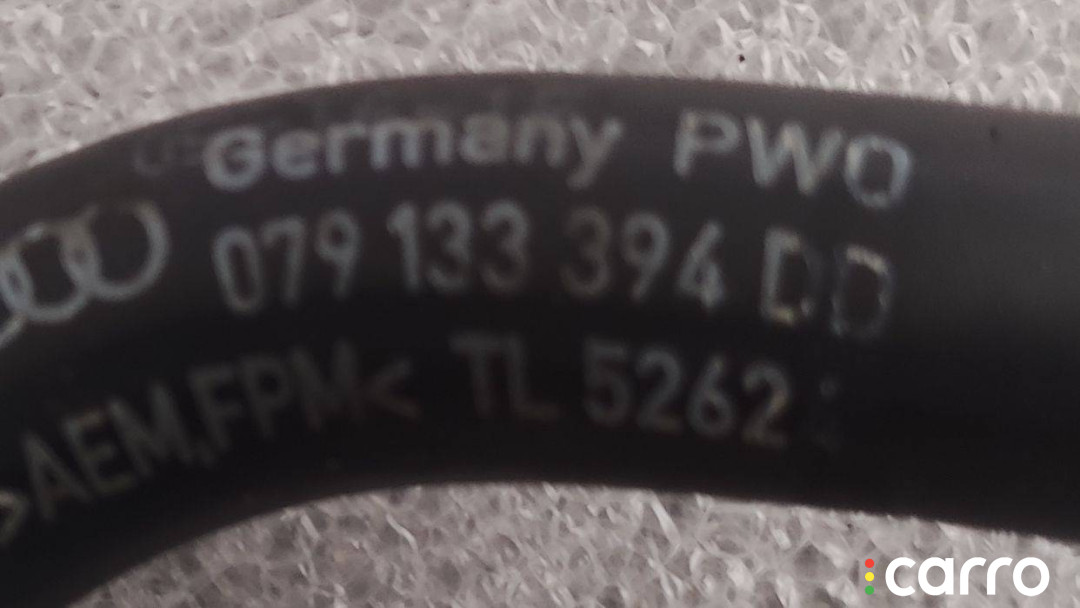 Germany PWO
079 133 394 DD
>AEM,FPM< TL 5262
carro